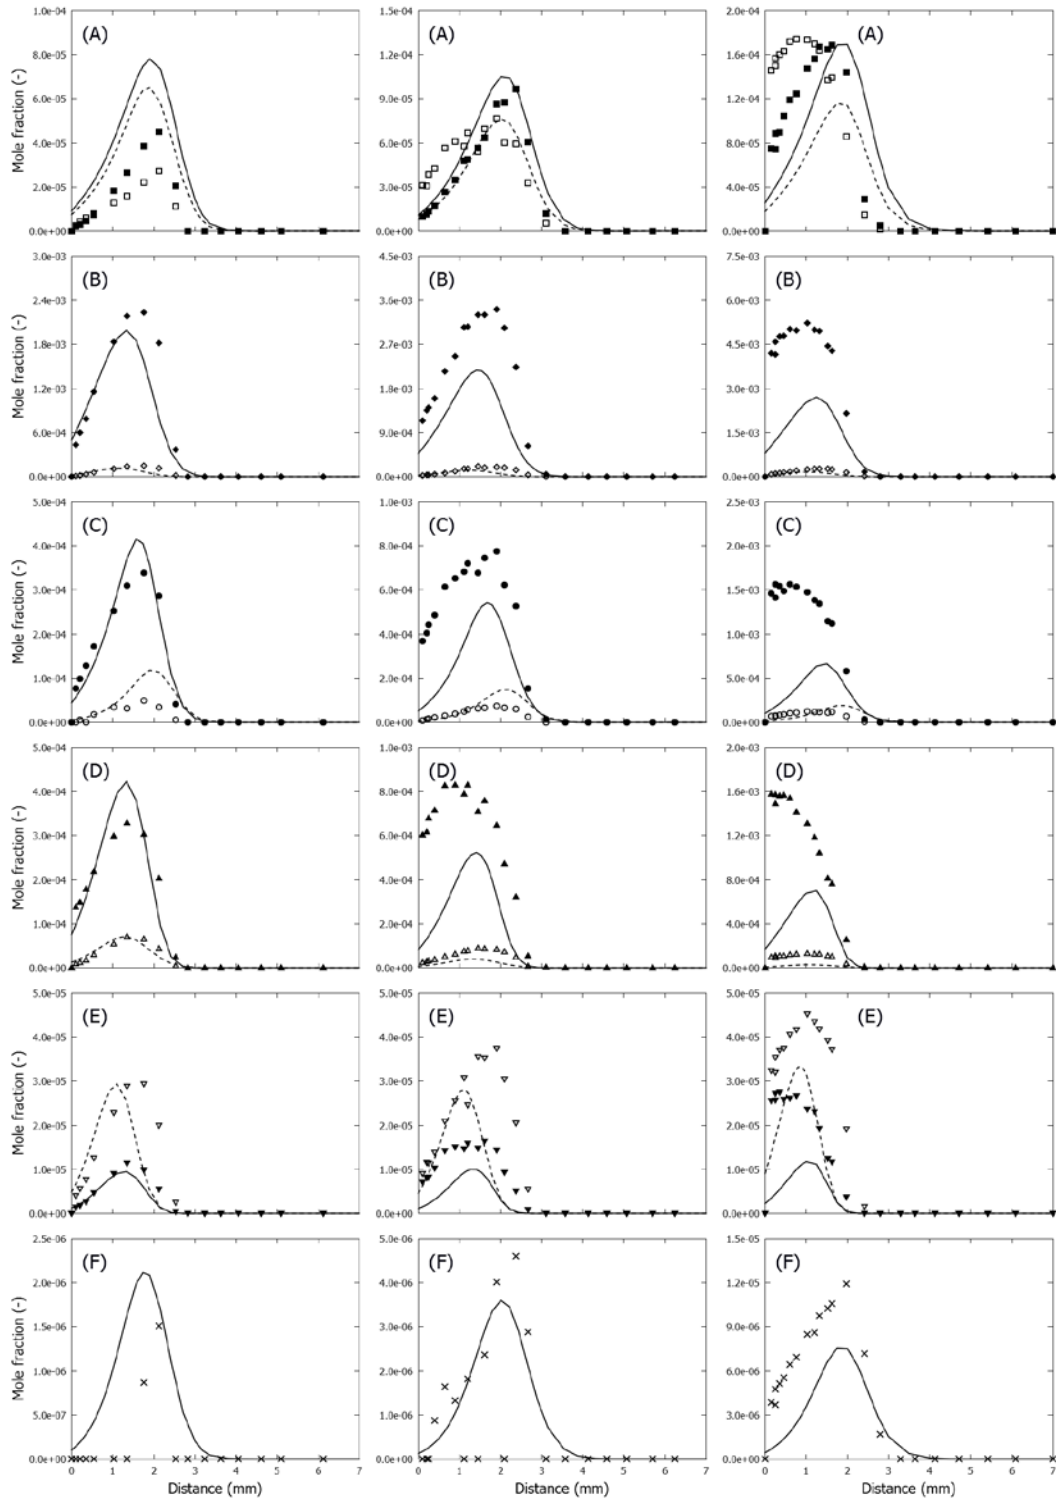 Mole fraction (-)
1.0e-04 (A) 1.5e-04 (A) 2.0e-04 (A)
8.0e-05 1.2e-04 1.6e-04
6.0e-05 9.0e-05 1.2e-04
4.0e-05 6.0e-05 8.0e-05
2.0e-05 3.0e-05 4.0e-05
0.0e+00 0.0e+00 0.0e+00
Mole fraction (-)
3.0e-03 (B) 4.5e-03 (B) 7.5e-03 (B)
2.4e-03 3.6e-03 6.0e-03
1.8e-03 2.7e-03 4.5e-03
1.2e-03 1.8e-03 3.0e-03
6.0e-04 9.0e-04 1.5e-03
0.0e+00 0.0e+00 0.0e+00
Mole fraction (-)
5.0e-04 (C) 1.0e-03 (C) 2.5e-03 (C)
4.0e-04 8.0e-04 2.0e-03
3.0e-04 6.0e-04 1.5e-03
2.0e-04 4.0e-04 1.0e-03
1.0e-04 2.0e-04 5.0e-04
0.0e+00 0.0e+00 0.0e+00
Mole fraction (-)
5.0e-04 (D) 1.0e-03 (D) 2.0e-03 (D)
4.0e-04 8.0e-04 1.6e-03
3.0e-04 6.0e-04 1.2e-03
2.0e-04 4.0e-04 8.0e-04
1.0e-04 2.0e-04 4.0e-04
0.0e+00 0.0e+00 0.0e+00
Mole fraction (-)
5.0e-05 (E) 5.0e-05 (E) 5.0e-05 (E)
4.0e-05 4.0e-05 4.0e-05
3.0e-05 3.0e-05 3.0e-05
2.0e-05 2.0e-05 2.0e-05
1.0e-05 1.0e-05 1.0e-05
0.0e+00 0.0e+00 0.0e+00
Mole fraction (-)
2.5e-06 (F) 5.0e-06 (F) 1.5e-05 (F)
2.0e-06 4.0e-06 1.2e-05
1.5e-06 3.0e-06 9.0e-06
1.0e-06 2.0e-06 6.0e-06
5.0e-07 1.0e-06 3.0e-06
0.0e+00 0.0e+00 0.0e+00
0 1 2 3 4 5 6 7 0 1 2 3 4 5 6 7 0 1 2 3 4 5 6 7
Distance (mm) Distance (mm) Distance (mm)